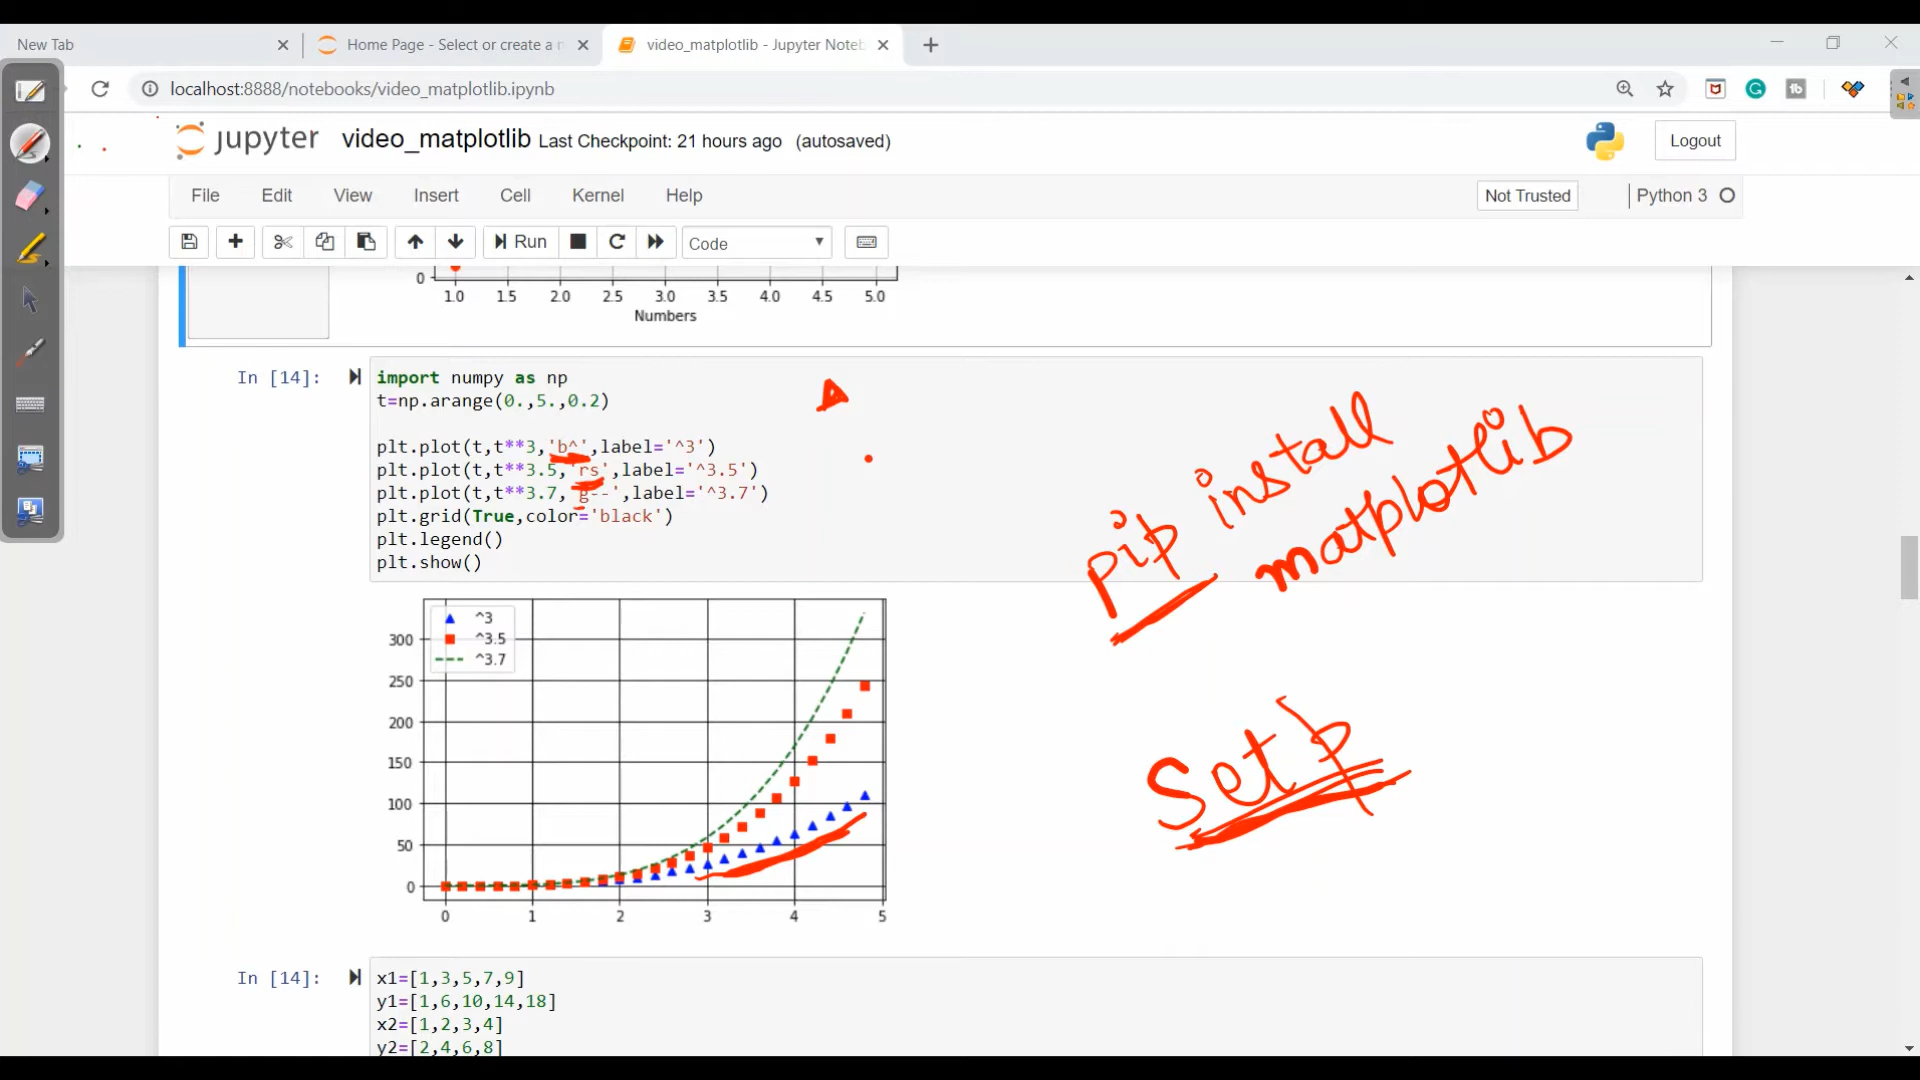 New Tab
Home Page - Select or create a n
video_matplotlib - Jupyter Noteb
localhost:8888/notebooks/video_matplotlib.ipynb
jupyter video_matplotlib Last Checkpoint: 21 hours ago (autosaved)
Logout
File Edit View Insert Cell Kernel Help
Not Trusted
Python 3
Run
Code
0
1.0 1.5 2.0 2.5 3.0 3.5 4.0 4.5 5.0
Numbers
In [14]:
import numpy as np
t=np.arange(0.,5.,0.2)
plt.plot(t,t**3,'b^',label='^3')
plt.plot(t,t**3.5,'rs',label='^3.5')
plt.plot(t,t**3.7,'g--',label='^3.7')
plt.grid(True,color='black')
plt.legend()
plt.show()
pip install
matplotlib
^3
^3.5
^3.7
300
250
200
150
100
50
0
0 1 2 3 4 5
Set p
In [14]:
x1=[1,3,5,7,9]
y1=[1,6,10,14,18]
x2=[1,2,3,4]
y2=[2,4,6,8]